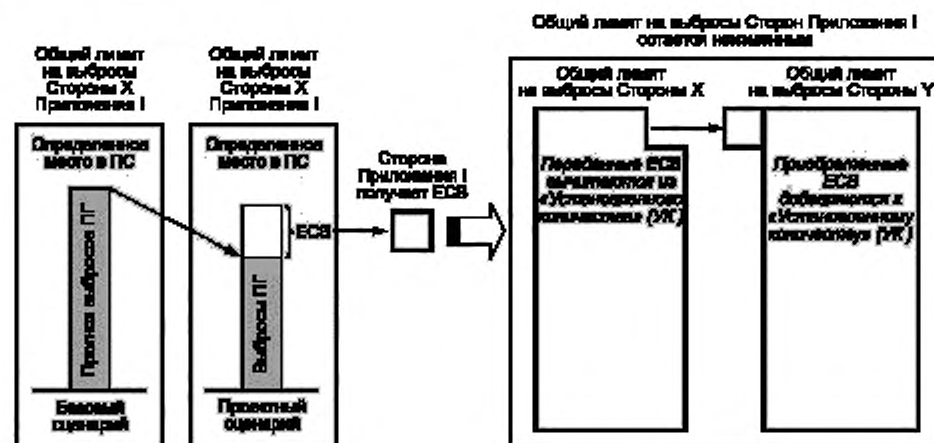 Общий лимит
на выбросы
Стороны X
Приложения I
Определенное
место в ПС
Прогноз выбросов ПГ
Базовый
сценарий
Общий лимит
на выбросы
Стороны X
Приложения I
Определенное
место в ПС
ЕСВ
Выбросы ПГ
Проектный
сценарий
Сторона
Приложения I
получает ЕСВ
Общий лимит на выбросы Сторон Приложения I
остается неизменным
Общий лимит
на выбросы Стороны X
Переданные ЕСВ
вычитаются из
«Установленного
количества» (УК)
Общий лимит
на выбросы Стороны Y
Приобретенные
ЕСВ
добавляются к
«Установленному
количеству» (УК)